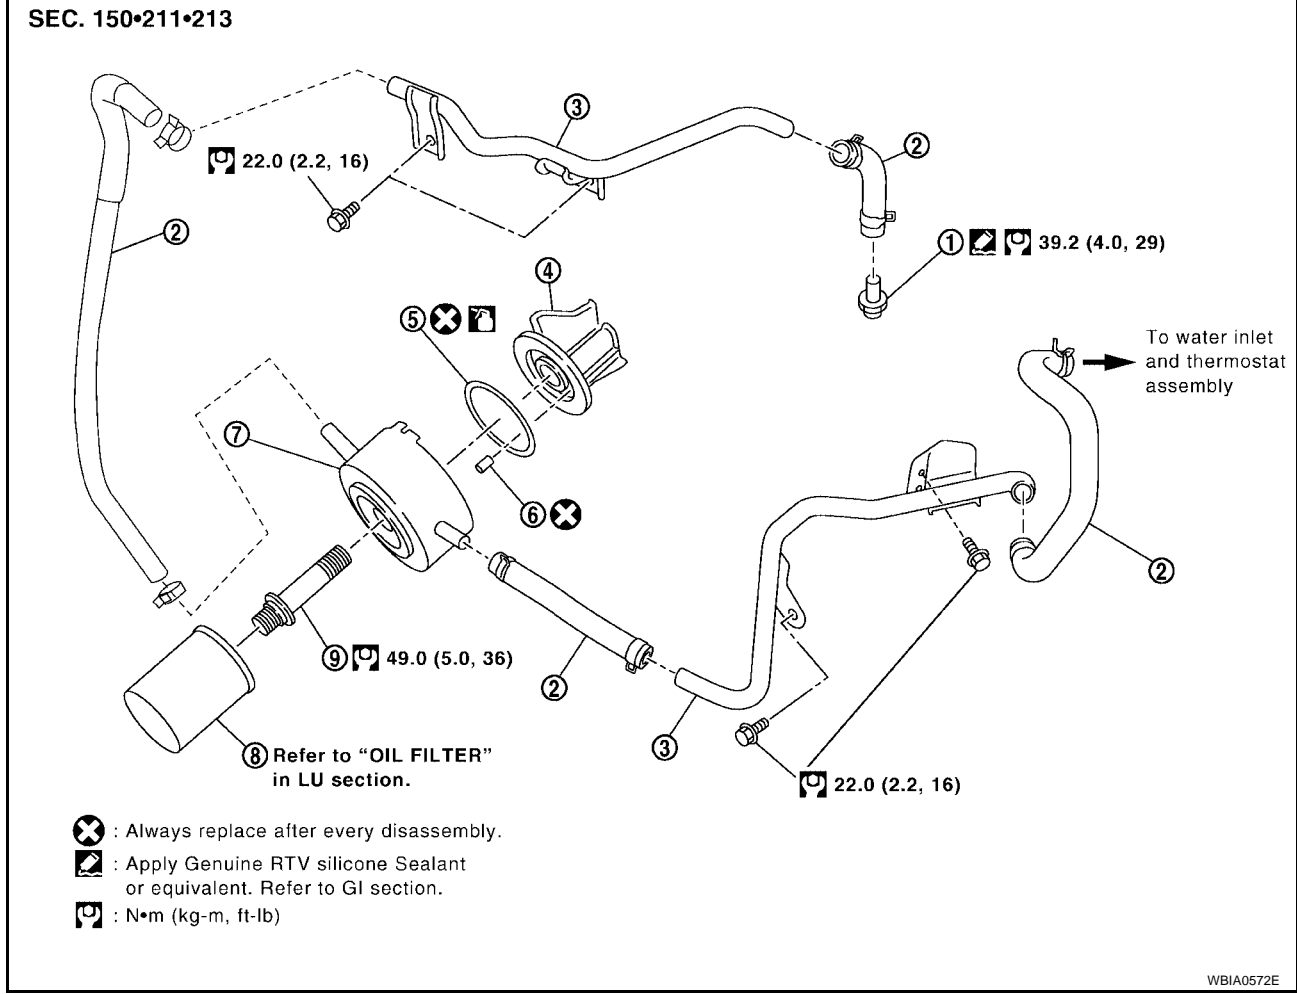 SEC. 150•211•213
3
22.0 (2.2, 16)
2
2
1 39.2 (4.0, 29)
4
5
To water inlet
and thermostat
assembly
7
6
2
9 49.0 (5.0, 36)
2
3
8 Refer to “OIL FILTER”
in LU section.
22.0 (2.2, 16)
: Always replace after every disassembly.
: Apply Genuine RTV silicone Sealant
or equivalent. Refer to GI section.
: N•m (kg-m, ft-lb)
WBIA0572E